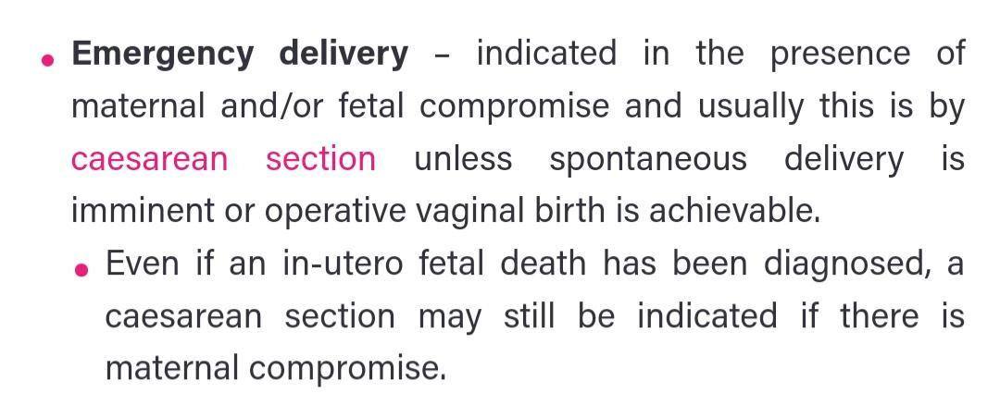 Emergency delivery – indicated in the presence of
maternal and/or fetal compromise and usually this is by
caesarean section unless spontaneous delivery is
imminent or operative vaginal birth is achievable.
Even if an in-utero fetal death has been diagnosed, a
caesarean section may still be indicated if there is
maternal compromise.